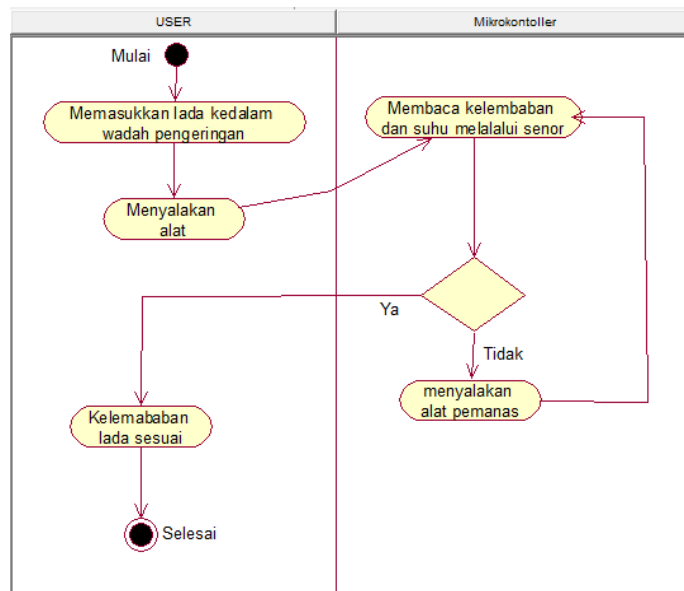 USER
Mikrokontoller
Mulai
Memasukkan lada kedalam
wadah pengeringan
Menyalakan
alat
Membaca kelembaban
dan suhu melalalui senor
Ya
Tidak
menyalakan
alat pemanas
Kelemababan
lada sesuai
Selesai